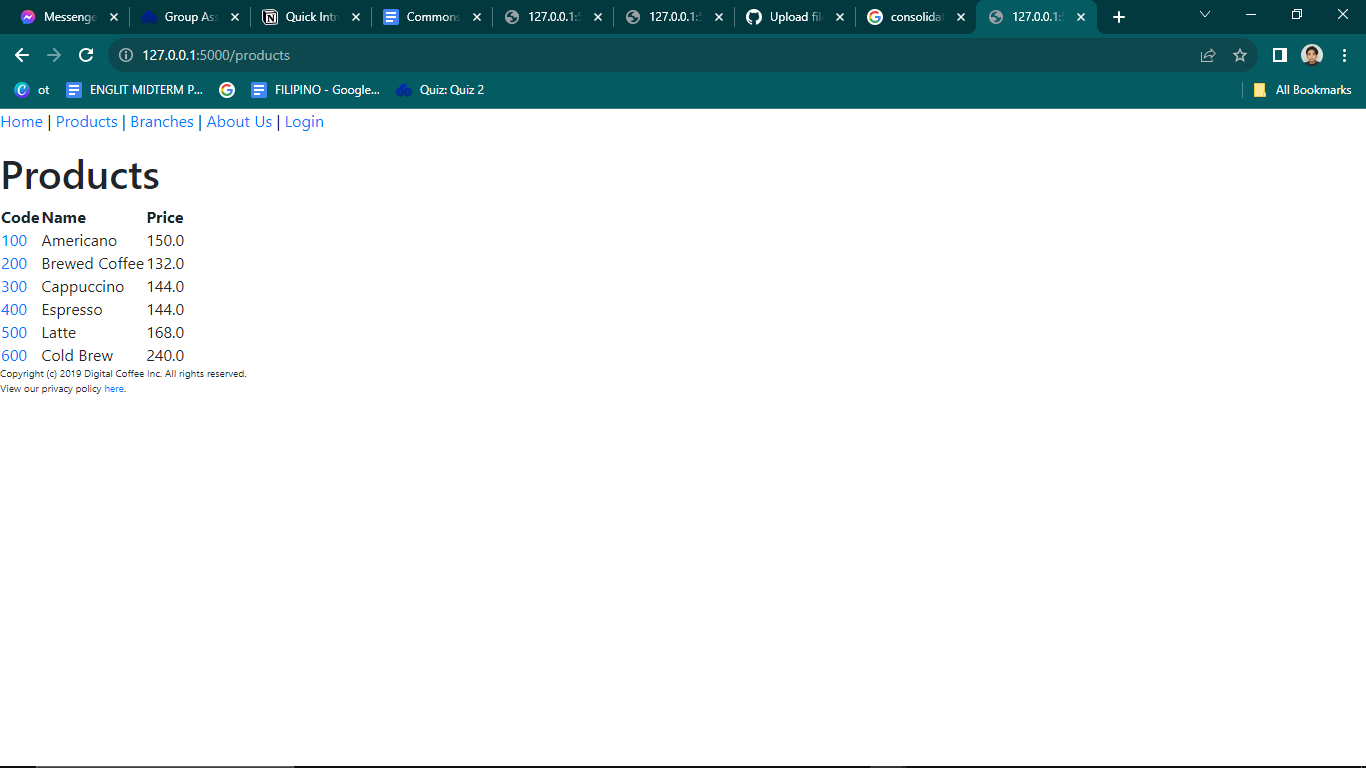 Messenge
Group Ass
Quick Intr
Commons
127.0.0.1:5
127.0.0.1:5
Upload file
consolidat
127.0.0.1:5
127.0.0.1:5000/products
ot
ENGLIT MIDTERM P...
FILIPINO - Google...
Quiz: Quiz 2
All Bookmarks
Home | Products | Branches | About Us | Login
Products
Code Name Price
100 Americano 150.0
200 Brewed Coffee 132.0
300 Cappuccino 144.0
400 Espresso 144.0
500 Latte 168.0
600 Cold Brew 240.0
Copyright (c) 2019 Digital Coffee Inc. All rights reserved.
View our privacy policy here.